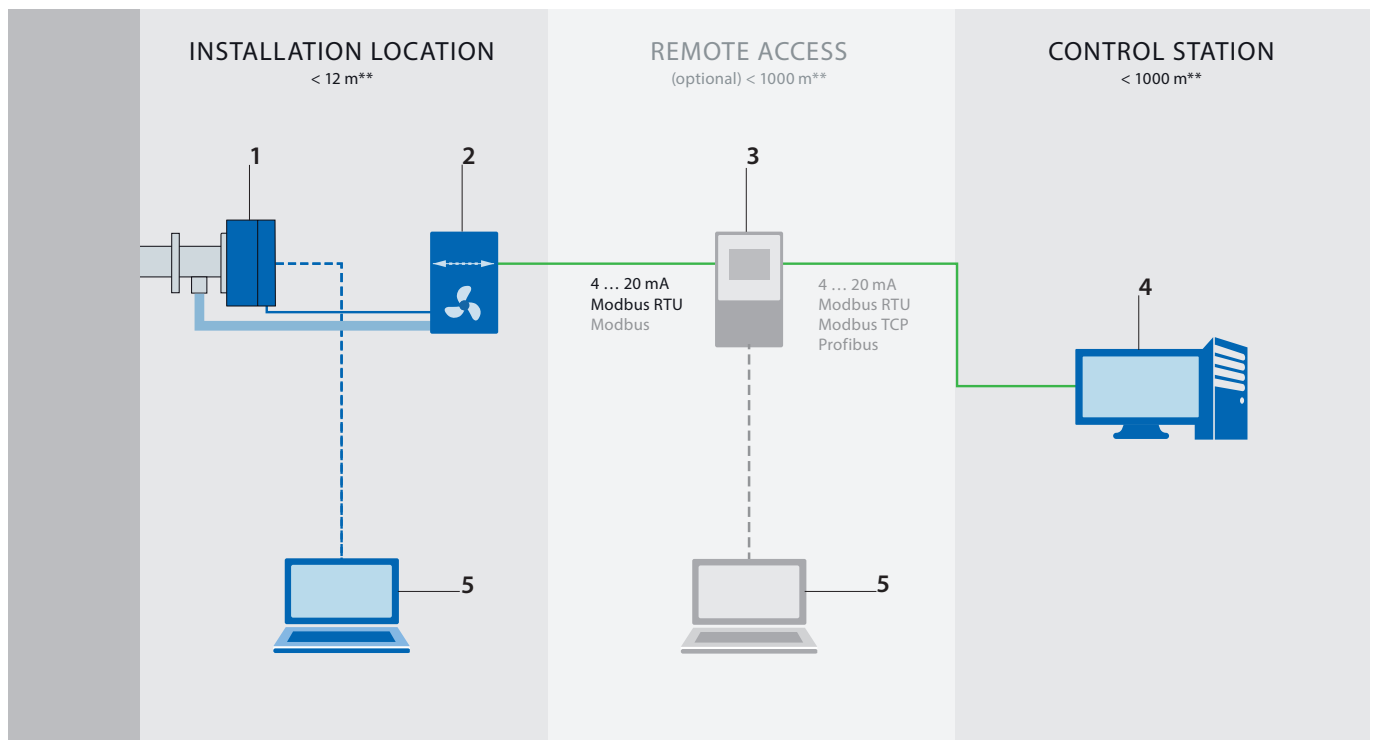 INSTALLATION LOCATION
< 12 m**
REMOTE ACCESS
(optional) < 1000 m**
CONTROL STATION
< 1000 m**
1
2
3
4 … 20 mA
Modbus RTU
Modbus
4 … 20 mA
Modbus RTU
Modbus TCP
Profibus
4
5
5